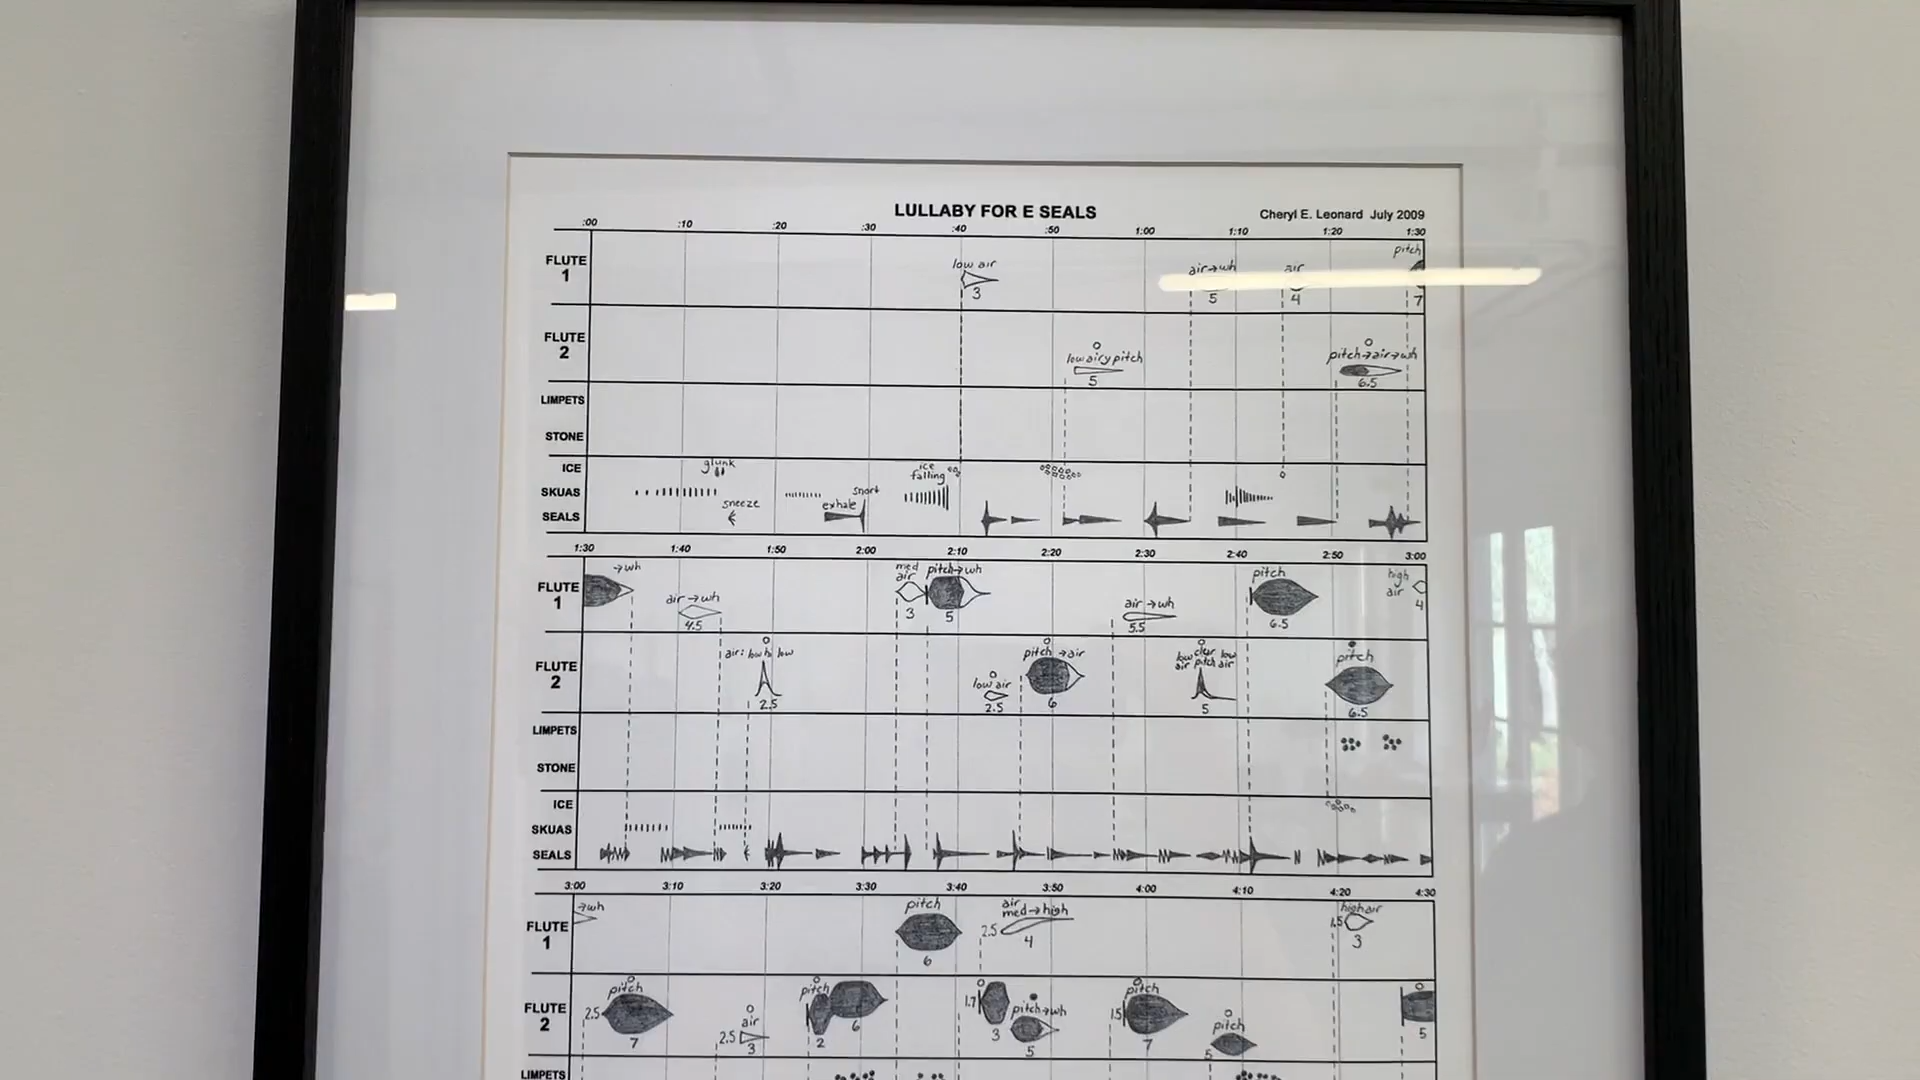 LULLABY FOR E SEALS
Cheryl E. Leonard July 2009
:00 :10 :20 :30 :40 :50 1:00 1:10 1:20 1:30
FLUTE 1
low air
3
air→wh
5
air
4
pitch
7
FLUTE 2
low airy pitch
5
pitch→air→wh
6.5
LIMPETS
STONE
ICE
glunk
ice falling
SKUAS
snort
sneeze
exhale
SEALS
1:30 1:40 1:50 2:00 2:10 2:20 2:30 2:40 2:50 3:00
FLUTE 1
→wh
air→wh
4.5
med air
3
pitch→wh
5
air→wh
5.5
pitch
6.5
high air
4
FLUTE 2
air: low hi low
2.5
low air
2.5
pitch→air
6
low air clear pitch low air
5
pitch
6.5
LIMPETS
STONE
ICE
SKUAS
SEALS
3:00 3:10 3:20 3:30 3:40 3:50 4:00 4:10 4:20 4:30
FLUTE 1
→wh
pitch
6
air
med→high
2.5
4
high air
1.5
3
FLUTE 2
pitch
2.5
7
air
2.5
3
pitch
2
6
1.7
3
pitch→wh
5
pitch
1.5
7
pitch
5
5
LIMPETS